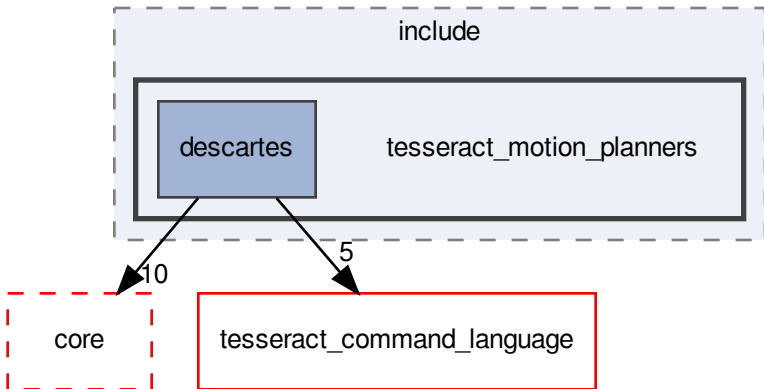 include
descartes
tesseract_motion_planners
10
5
core
tesseract_command_language